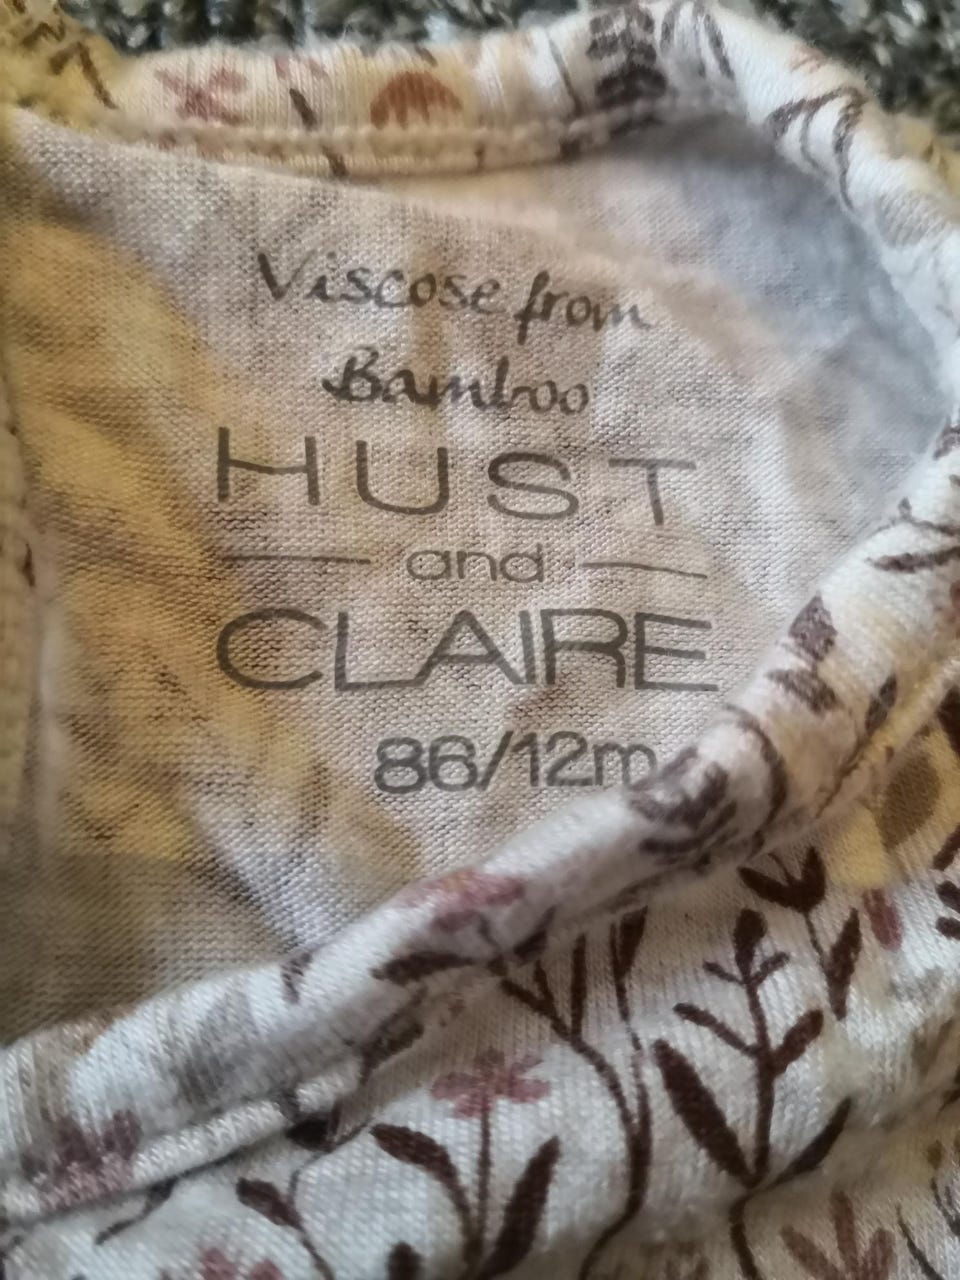 Viscose from
Bamboo
HUST
and
CLAIRE
86/12m